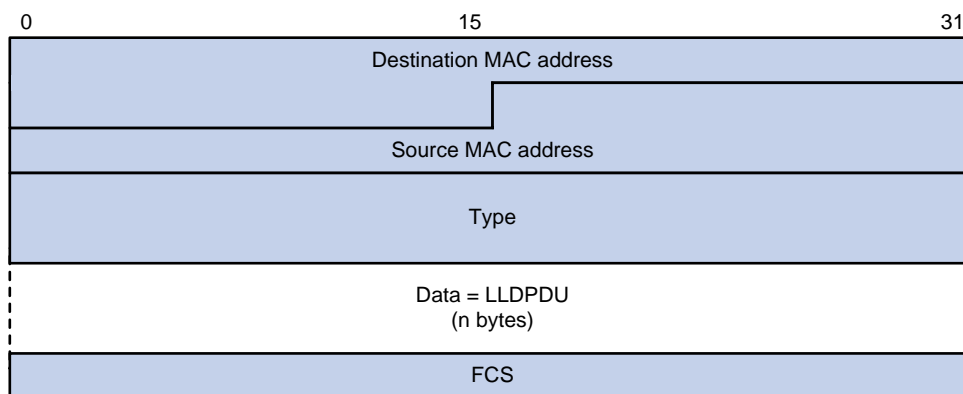 0 15 31
Destination MAC address
Source MAC address
Type
Data = LLDPDU
(n bytes)
FCS